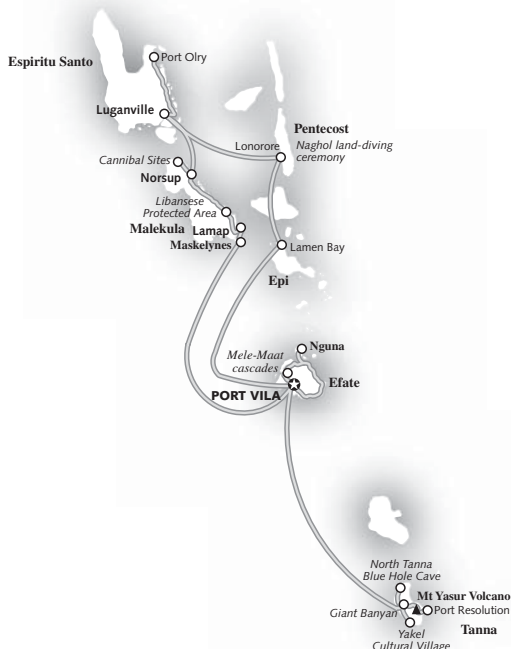 Port Olry
Espiritu Santo
Luganville
Pentecost
Lonorore
Naghol land-diving
ceremony
Cannibal Sites
Norsup
Libansese
Protected Area
Malekula
Lamap
Maskelynes
Lamen Bay
Epi
Nguna
Mele-Maat
cascades
Efate
PORT VILA
North Tanna
Blue Hole Cave
Mt Yasur Volcano
Giant Banyan
Port Resolution
Tanna
Yakel
Cultural Village